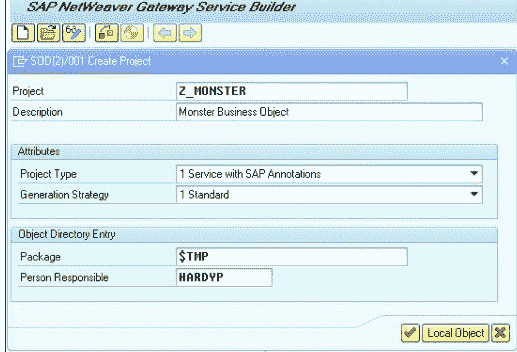 SAP NetWeaver Gateway Service Builder
SOD(2)/001 Create Project
Project Z_MONSTER
Description Monster Business Object
Attributes
Project Type 1 Service with SAP Annotations
Generation Strategy 1 Standard
Object Directory Entry
Package $TMP
Person Responsible HARDYP
Local Object